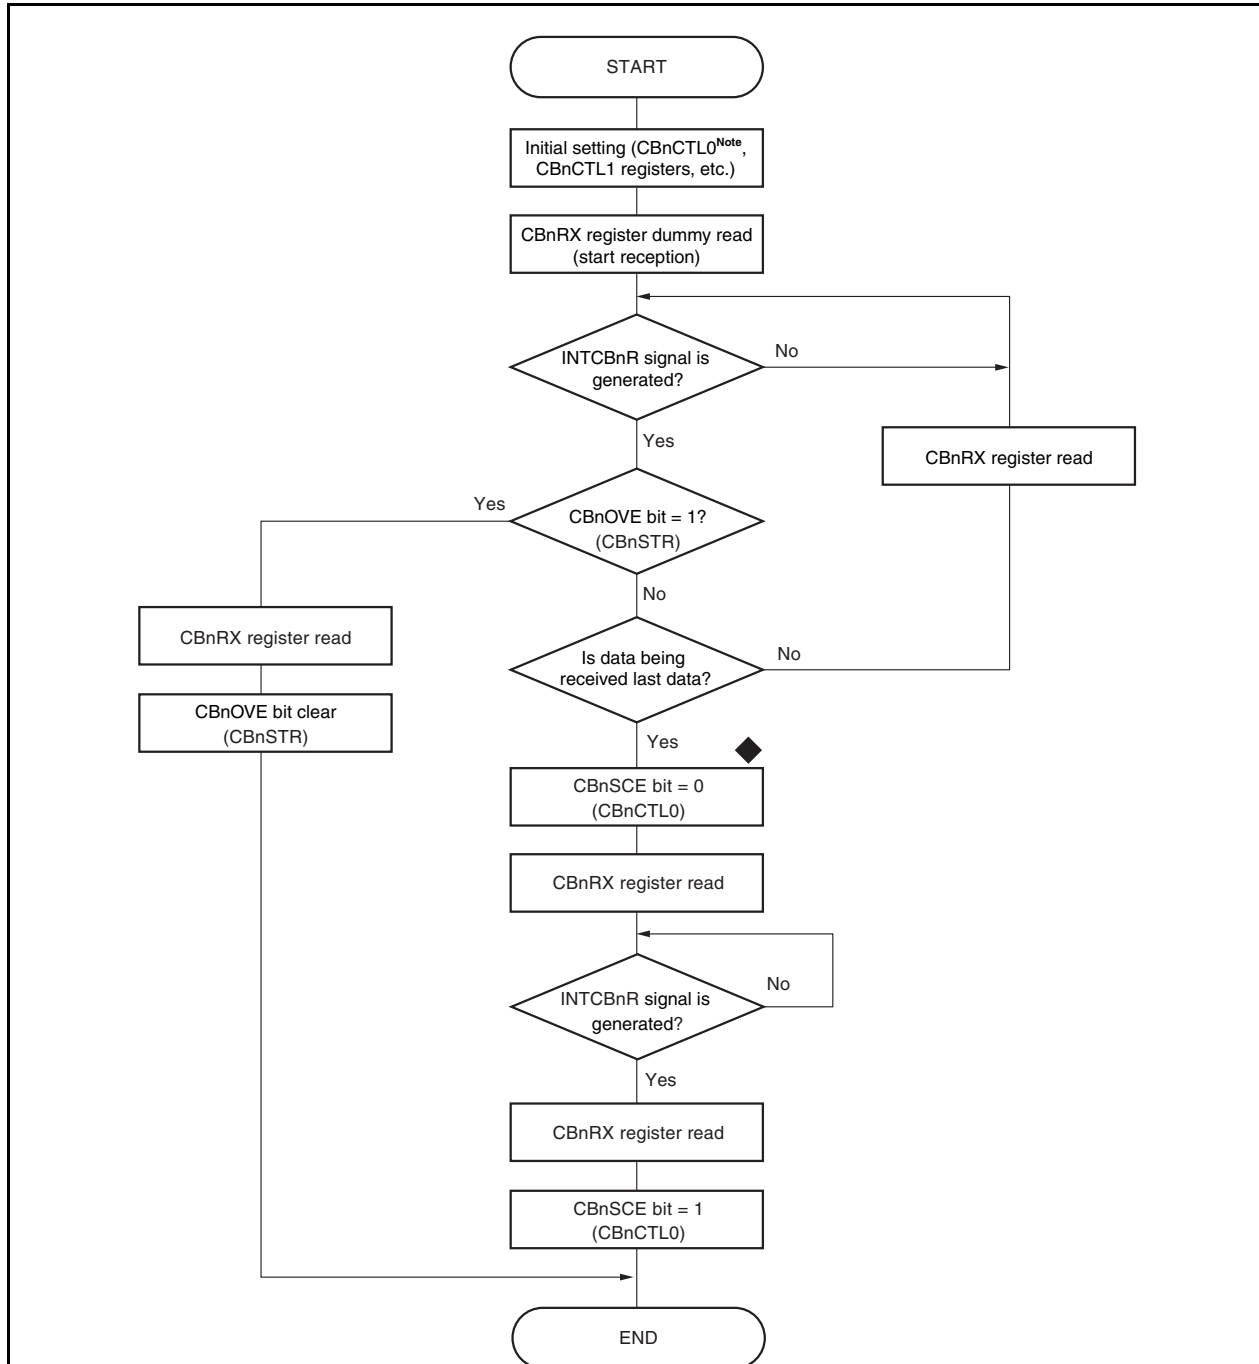 START
Initial setting (CBnCTL0Note,
CBnCTL1 registers, etc.)
CBnRX register dummy read
(start reception)
INTCBnR signal is
generated?
No
Yes
CBnRX register read
Yes
CBnOVE bit = 1?
(CBnSTR)
No
CBnRX register read
Is data being
received last data?
No
CBnOVE bit clear
(CBnSTR)
Yes
CBnSCE bit = 0
(CBnCTL0)
CBnRX register read
INTCBnR signal is
generated?
No
Yes
CBnRX register read
CBnSCE bit = 1
(CBnCTL0)
END